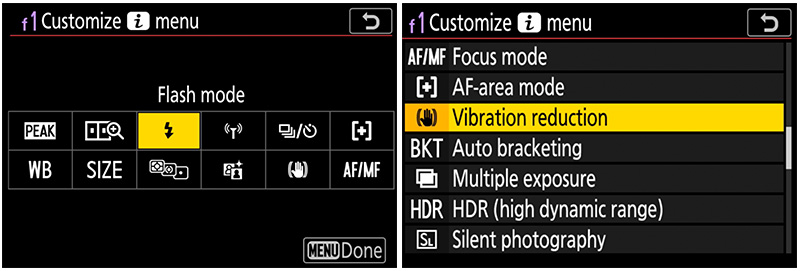 f1 Customize i menu
Flash mode
PEAK
WB SIZE AF/MF
MENU Done
f1 Customize i menu
AF/MF Focus mode
[+] AF-area mode
Vibration reduction
BKT Auto bracketing
Multiple exposure
HDR HDR (high dynamic range)
SL Silent photography